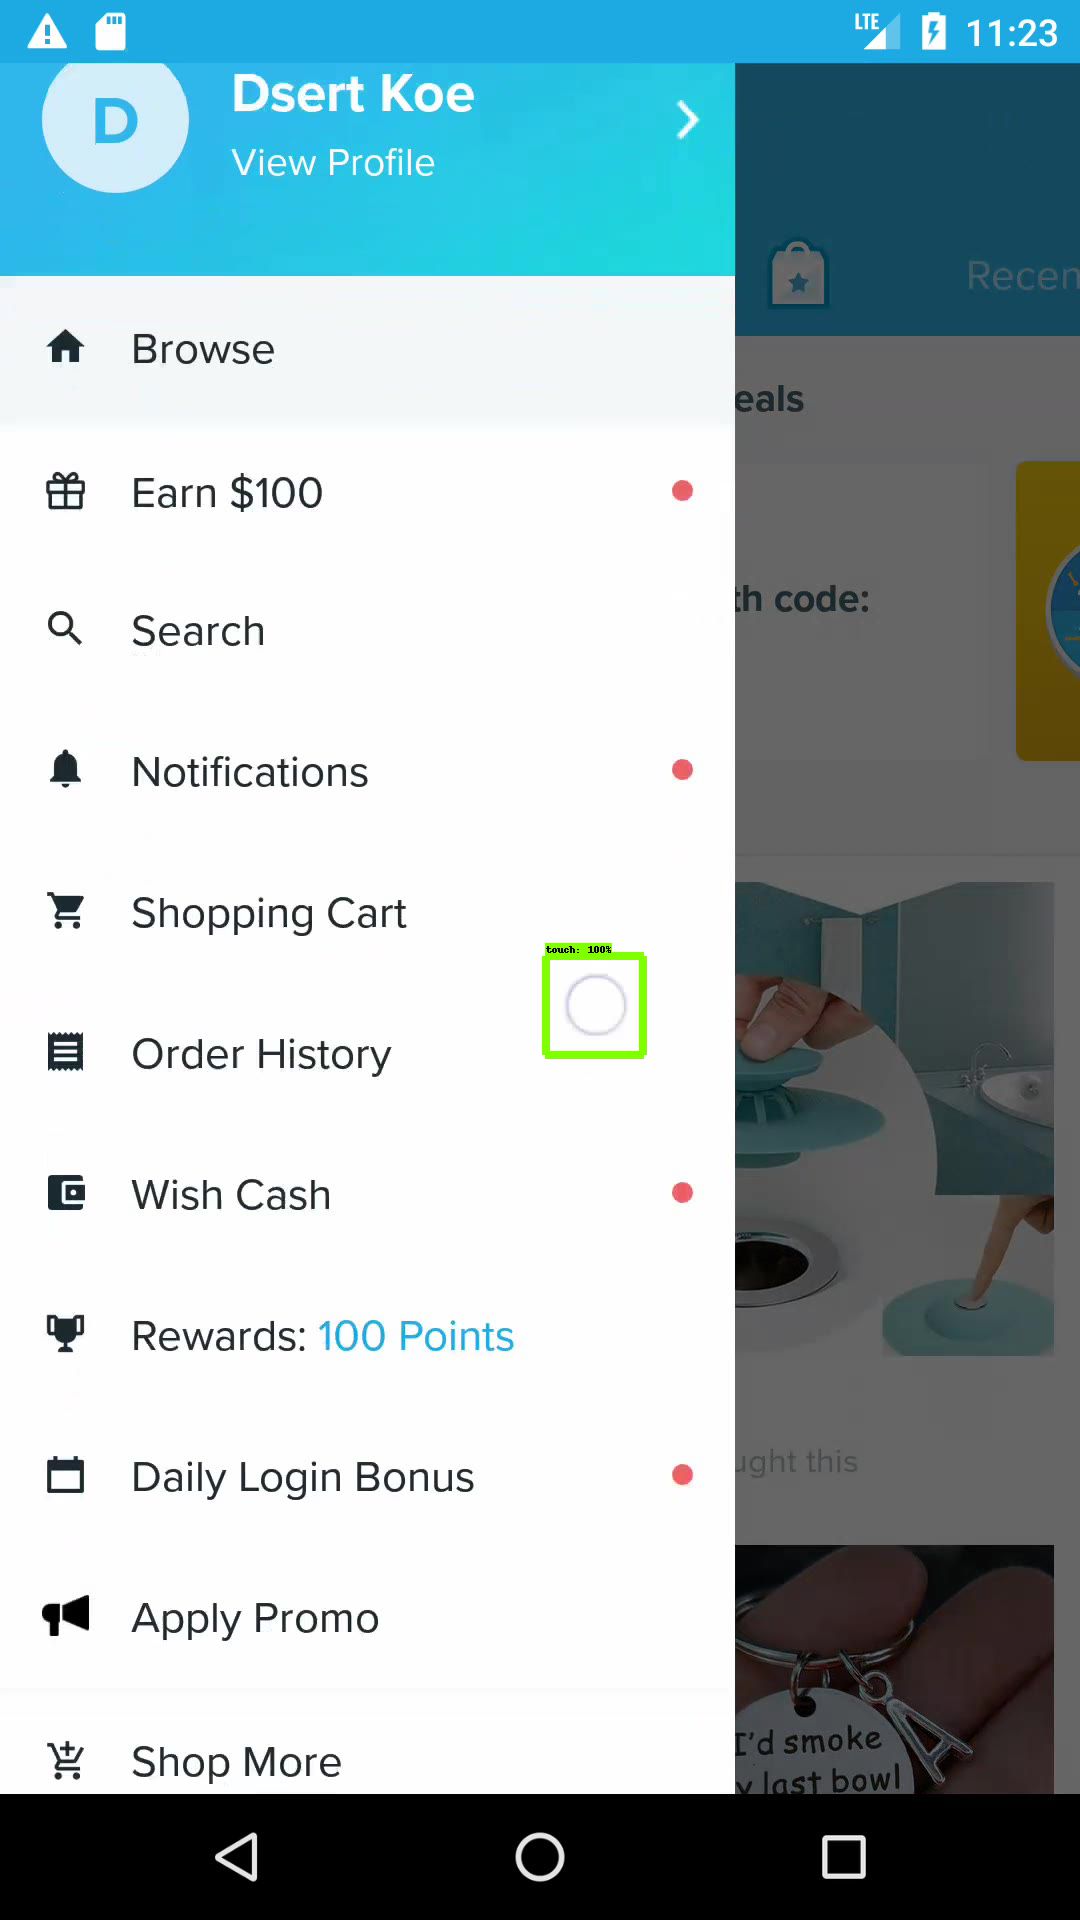 LTE 11:23
D
Dsert Koe
View Profile
Recen
Browse
eals
Earn $100
th code:
Search
Notifications
Shopping Cart
touch: 100%
Order History
Wish Cash
Rewards: 100 Points
ught this
Daily Login Bonus
Apply Promo
I'd smoke
y last bowl
A
Shop More